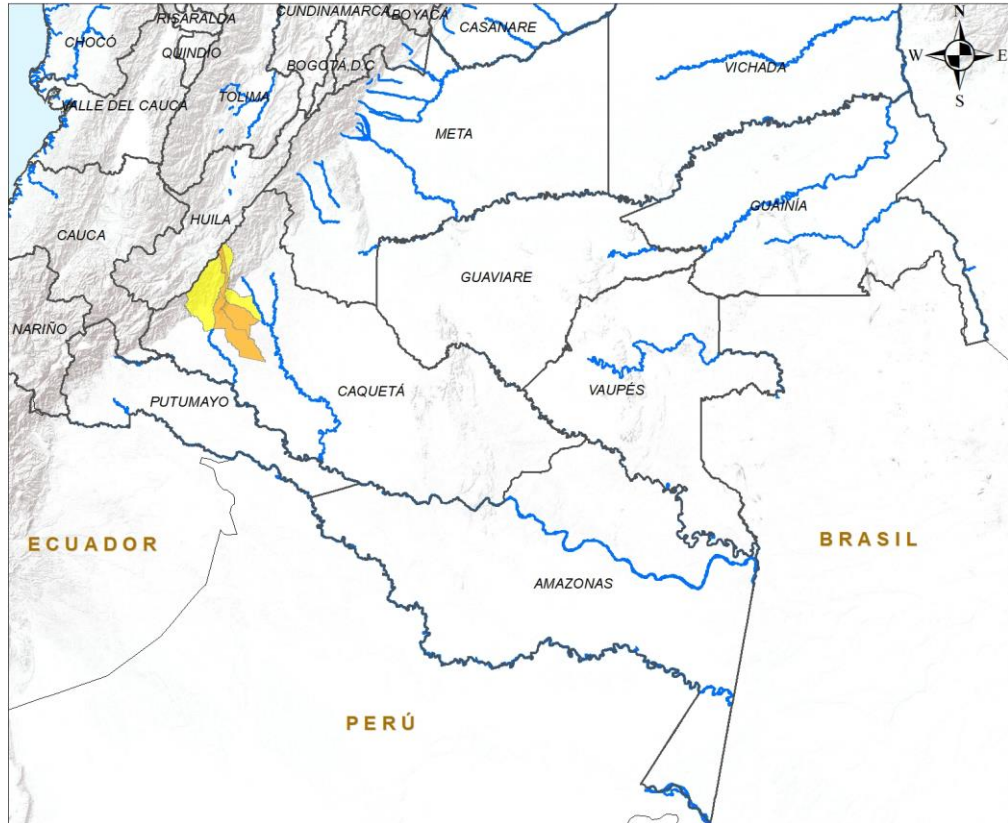 RISARALDA
CUNDINAMARCA
BOYACÁ
CASANARE
N
W
E
S
CHOCÓ
QUINDÍO
BOGOTÁ D.C
VICHADA
VALLE DEL CAUCA
TOLIMA
META
HUILA
GUAINÍA
CAUCA
GUAVIARE
NARIÑO
CAQUETÁ
VAUPÉS
PUTUMAYO
ECUADOR
BRASIL
AMAZONAS
PERÚ